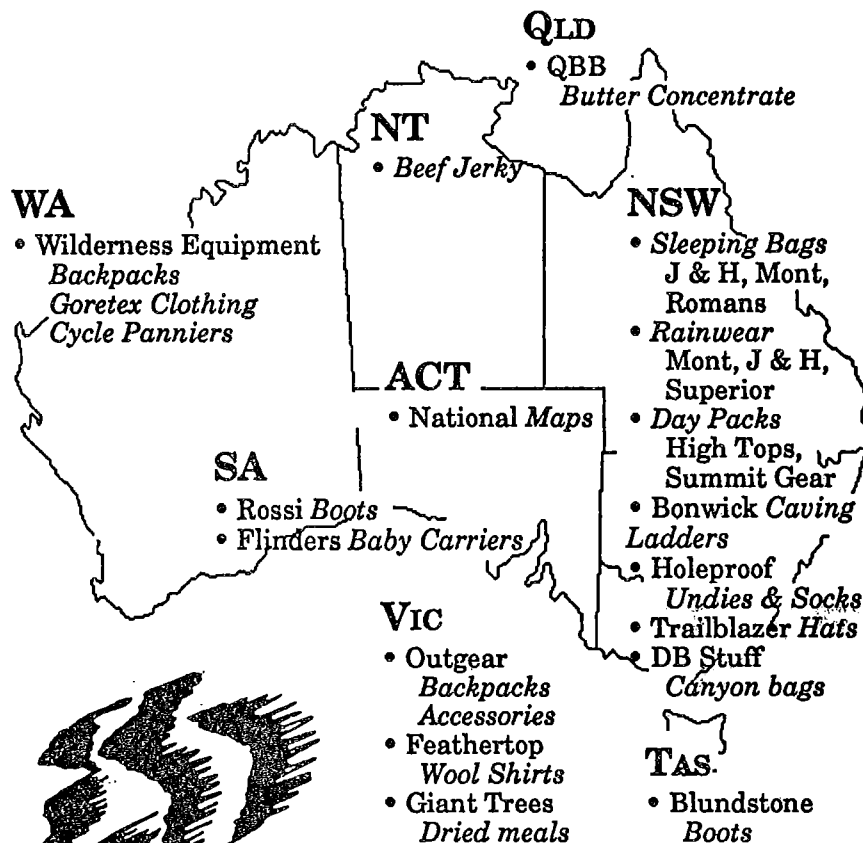 QLD
• QBB
Butter Concentrate
NT
• Beef Jerky
WA
• Wilderness Equipment
Backpacks
Goretex Clothing
Cycle Panniers
NSW
• Sleeping Bags
J & H, Mont,
Romans
• Rainwear
Mont, J & H,
Superior
• Day Packs
High Tops,
Summit Gear
• Bonwick Caving
Ladders
• Holeproof
Undies & Socks
• Trailblazer Hats
• DB Stuff
Canyon bags
ACT
• National Maps
SA
• Rossi Boots
• Flinders Baby Carriers
VIC
• Outgear
Backpacks
Accessories
• Feathertop
Wool Shirts
• Giant Trees
Dried meals
TAS.
• Blundstone
Boots